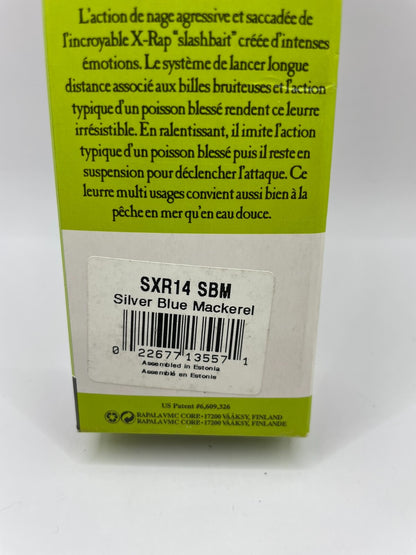 L'action de nage agressive et saccadée de
l'incroyable X-Rap "slashbait" créée d'intenses
émotions. Le système de lancer longue
distance associé aux billes bruiteuses et l'action
typique d'un poisson blessé rendent ce leurre
irrésistible. En ralentissant, il imite l'action
typique d'un poisson blessé puis il reste en
suspension pour déclencher l'attaque. Ce
leurre multi usages convient aussi bien à la
pêche en mer qu'en eau douce.
SXR14 SBM
Silver Blue Mackerel
0 22677 13557 1
Assembled in Estonia
Assemblé en Estonie
US Patent #6,609,326
RAPALA VMC CORP. • 17200 VÄÄKSY, FINLAND
RAPALA VMC CORP. • 17200 VÄÄKSY, FINLANDE